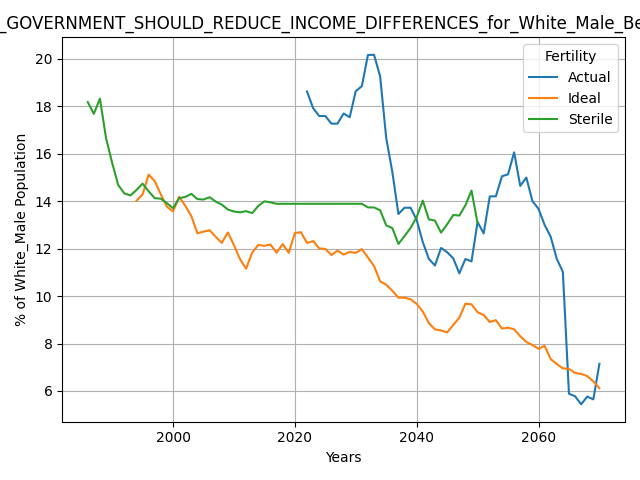 _GOVERNMENT_SHOULD_REDUCE_INCOME_DIFFERENCES_for_White_Male_Be
Fertility
Actual
Ideal
Sterile
% of White_Male Population
20
18
16
14
12
10
8
6
2000 2020 2040 2060
Years